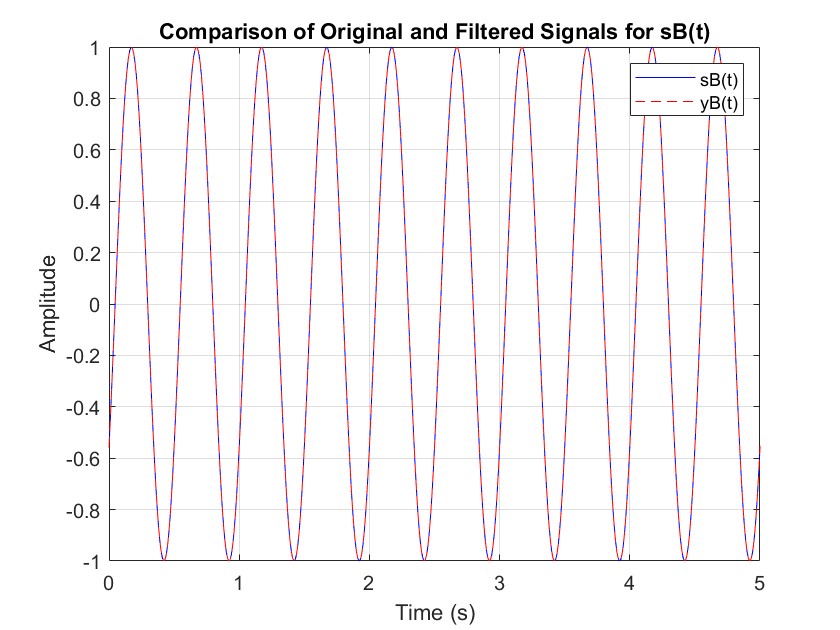 Comparison of Original and Filtered Signals for sB(t)
sB(t)
yB(t)
1
0.8
0.6
0.4
0.2
0
-0.2
-0.4
-0.6
-0.8
-1
Amplitude
0 1 2 3 4 5
Time (s)